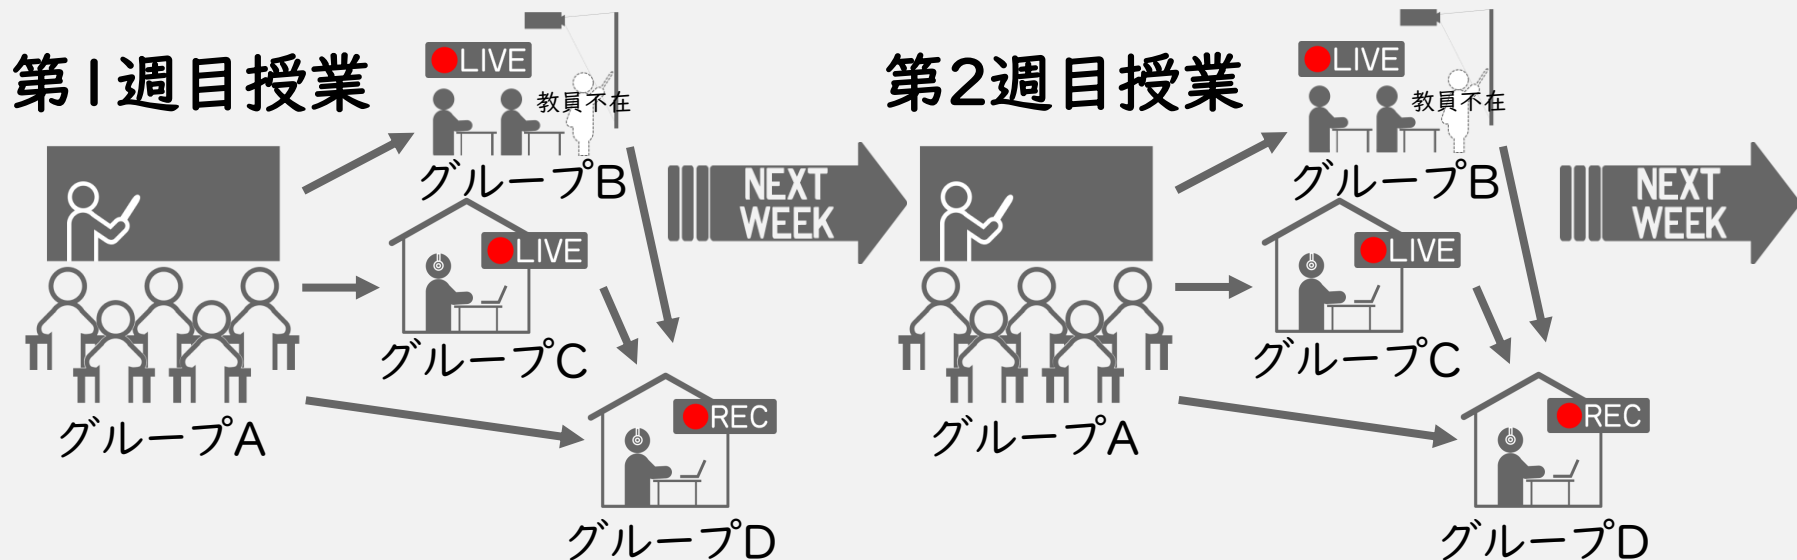 第1週目授業
LIVE
教員不在
グループB
LIVE
グループC
グループA
REC
グループD
NEXT
WEEK
第2週目授業
LIVE
教員不在
グループB
LIVE
グループC
グループA
REC
グループD
NEXT
WEEK